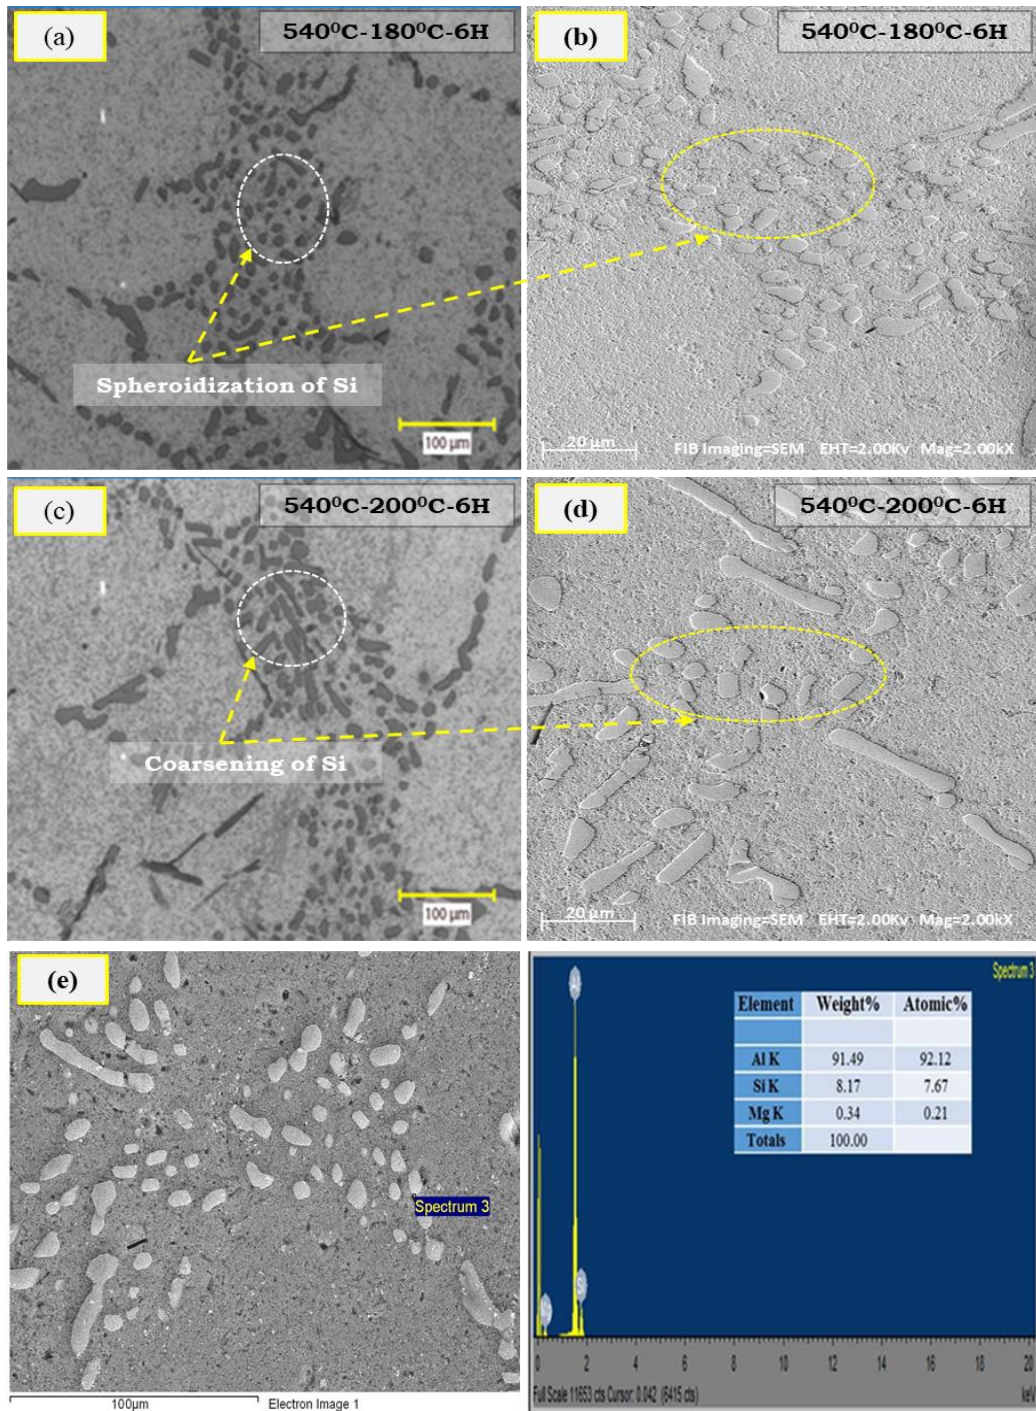 (a)
540⁰C-180⁰C-6H
Spheroidization of Si
100 µm
(b)
540⁰C-180⁰C-6H
20 µm
FIB Imaging=SEM EHT=2.00Kv Mag=2.00kX
(c)
540⁰C-200⁰C-6H
Coarsening of Si
100 µm
(d)
540⁰C-200⁰C-6H
20 µm
FIB Imaging=SEM EHT=2.00Kv Mag=2.00kX
(e)
Spectrum 3
100µm
Electron Image 1
Spectrum 3
Element Weight% Atomic%
Al K 91.49 92.12
Si K 8.17 7.67
Mg K 0.34 0.21
Totals 100.00
0 2 4 6 8 10 12 14 16 18 20
Full Scale 11653 cts Cursor: 0.042 (6415 cts)
keV